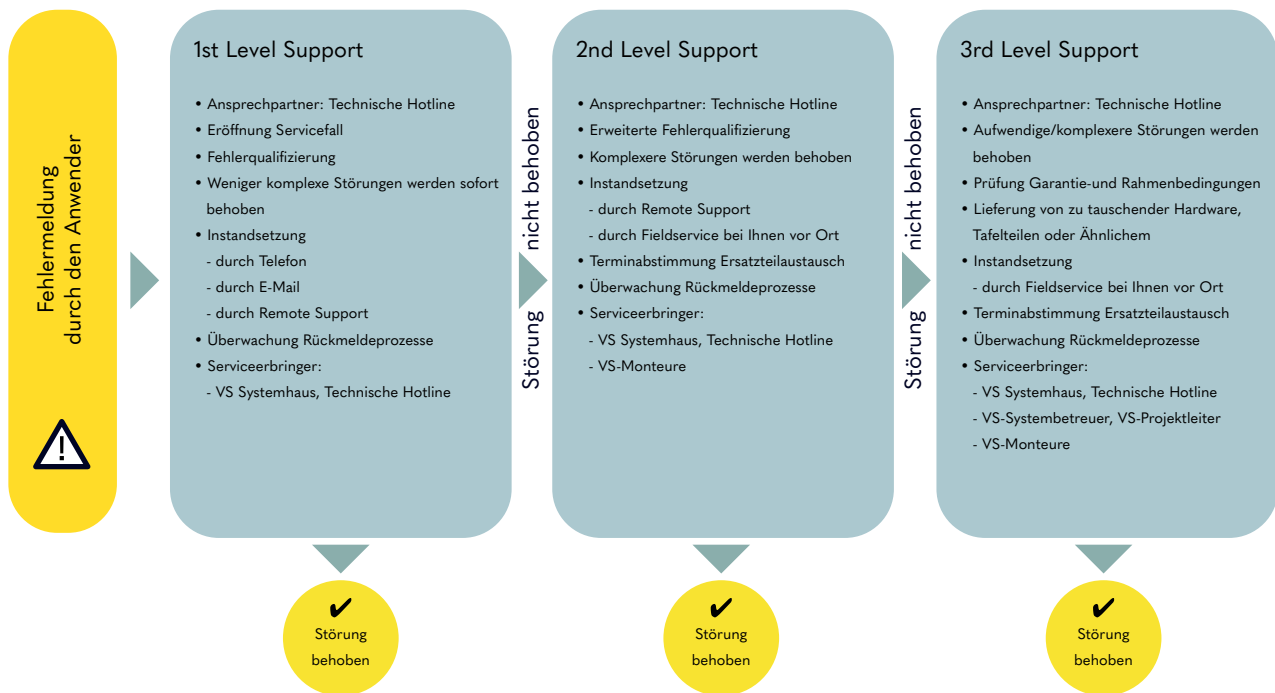 Fehlermeldung
durch den Anwender
1st Level Support
• Ansprechpartner: Technische Hotline
• Eröffnung Servicefall
• Fehlerqualifizierung
• Weniger komplexe Störungen werden sofort
behoben
• Instandsetzung
- durch Telefon
- durch E-Mail
- durch Remote Support
• Überwachung Rückmeldeprozesse
• Serviceerbringer:
- VS Systemhaus, Technische Hotline
Störung nicht behoben
2nd Level Support
• Ansprechpartner: Technische Hotline
• Erweiterte Fehlerqualifizierung
• Komplexere Störungen werden behoben
• Instandsetzung
- durch Remote Support
- durch Fieldservice bei Ihnen vor Ort
• Terminabstimmung Ersatzteilaustausch
• Überwachung Rückmeldeprozesse
• Serviceerbringer:
- VS Systemhaus, Technische Hotline
- VS-Monteure
Störung nicht behoben
3rd Level Support
• Ansprechpartner: Technische Hotline
• Aufwendige/komplexere Störungen werden
behoben
• Prüfung Garantie-und Rahmenbedingungen
• Lieferung von zu tauschender Hardware,
Tafelteilen oder Ähnlichem
• Instandsetzung
- durch Fieldservice bei Ihnen vor Ort
• Terminabstimmung Ersatzteilaustausch
• Überwachung Rückmeldeprozesse
• Serviceerbringer:
- VS Systemhaus, Technische Hotline
- VS-Systembetreuer, VS-Projektleiter
- VS-Monteure
✔
Störung
behoben
✔
Störung
behoben
✔
Störung
behoben